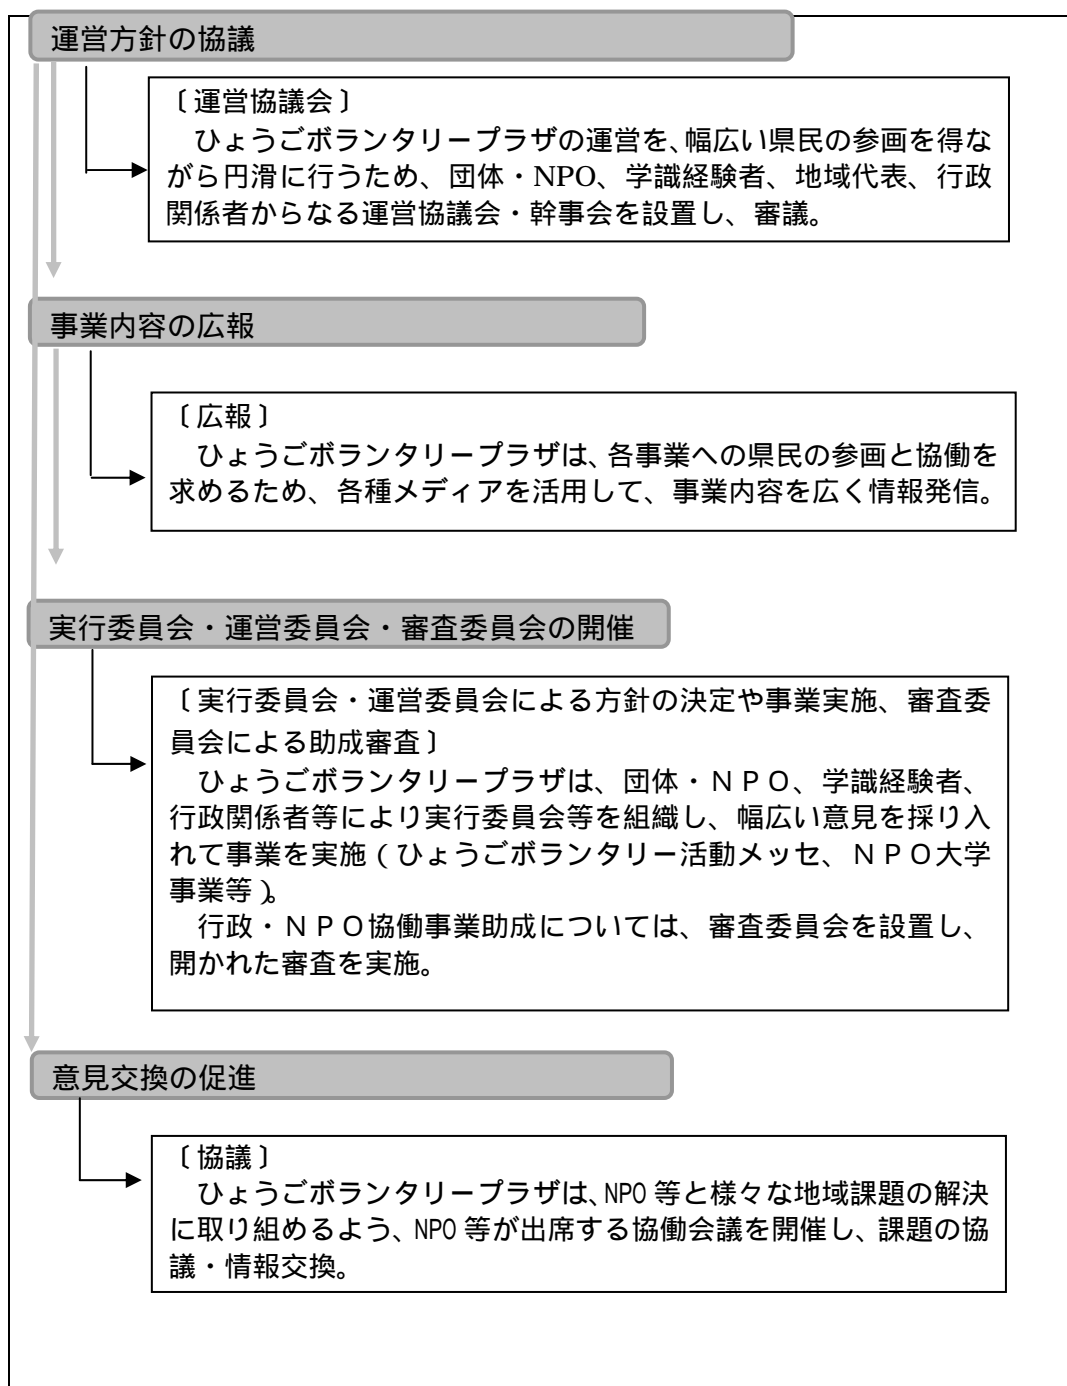 運営方針の協議
〔運営協議会〕
ひょうごボランタリープラザの運営を、幅広い県民の参画を得な
がら円滑に行うため、団体・NPO、学識経験者、地域代表、行政
関係者からなる運営協議会・幹事会を設置し、審議。
事業内容の広報
〔広報〕
ひょうごボランタリープラザは、各事業への県民の参画と協働を
求めるため、各種メディアを活用して、事業内容を広く情報発信。
実行委員会・運営委員会・審査委員会の開催
〔実行委員会・運営委員会による方針の決定や事業実施、審査委
員会による助成審査〕
ひょうごボランタリープラザは、団体・ＮＰＯ、学識経験者、
行政関係者等により実行委員会等を組織し、幅広い意見を採り入
れて事業を実施（ひょうごボランタリー活動メッセ、ＮＰＯ大学
事業等）。
行政・ＮＰＯ協働事業助成については、審査委員会を設置し、
開かれた審査を実施。
意見交換の促進
〔協議〕
ひょうごボランタリープラザは、NPO 等と様々な地域課題の解決
に取り組めるよう、NPO 等が出席する協働会議を開催し、課題の協
議・情報交換。